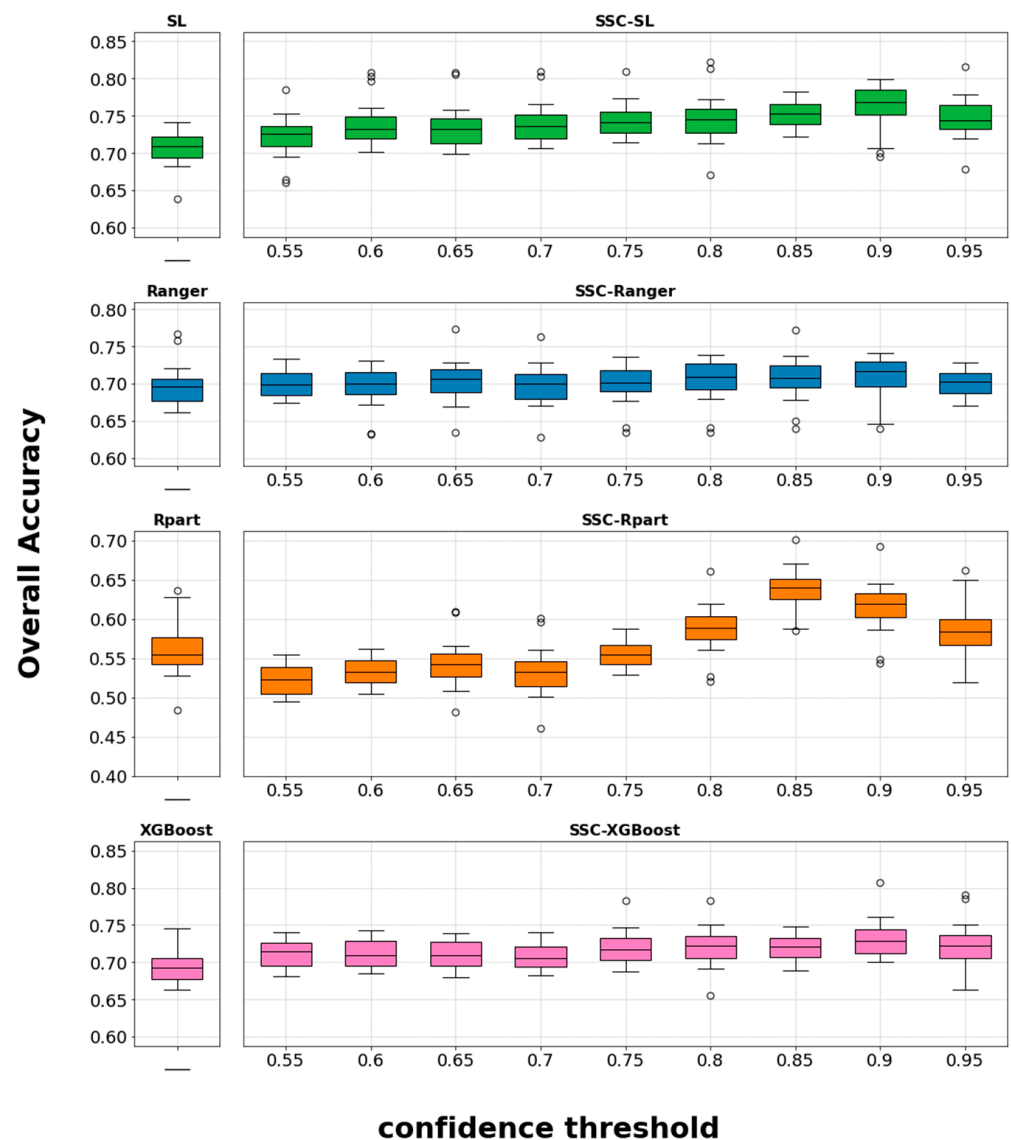 SL SSC-SL
0.85
0.80
0.75
0.70
0.65
0.60
— 0.55 0.6 0.65 0.7 0.75 0.8 0.85 0.9 0.95
Ranger SSC-Ranger
0.80
0.75
0.70
0.65
0.60
— 0.55 0.6 0.65 0.7 0.75 0.8 0.85 0.9 0.95
Overall Accuracy
Rpart SSC-Rpart
0.70
0.65
0.60
0.55
0.50
0.45
0.40
— 0.55 0.6 0.65 0.7 0.75 0.8 0.85 0.9 0.95
XGBoost SSC-XGBoost
0.85
0.80
0.75
0.70
0.65
0.60
— 0.55 0.6 0.65 0.7 0.75 0.8 0.85 0.9 0.95
confidence threshold